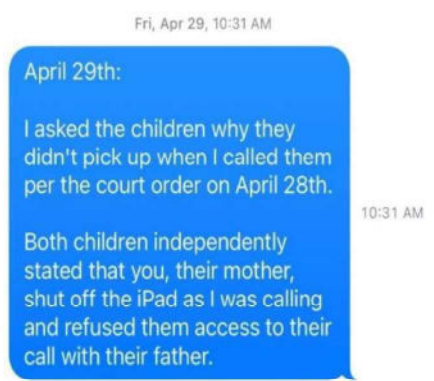 Fri, Apr 29, 10:31 AM
April 29th:
I asked the children why they
didn't pick up when I called them
per the court order on April 28th.
10:31 AM
Both children independently
stated that you, their mother,
shut off the iPad as I was calling
and refused them access to their
call with their father.